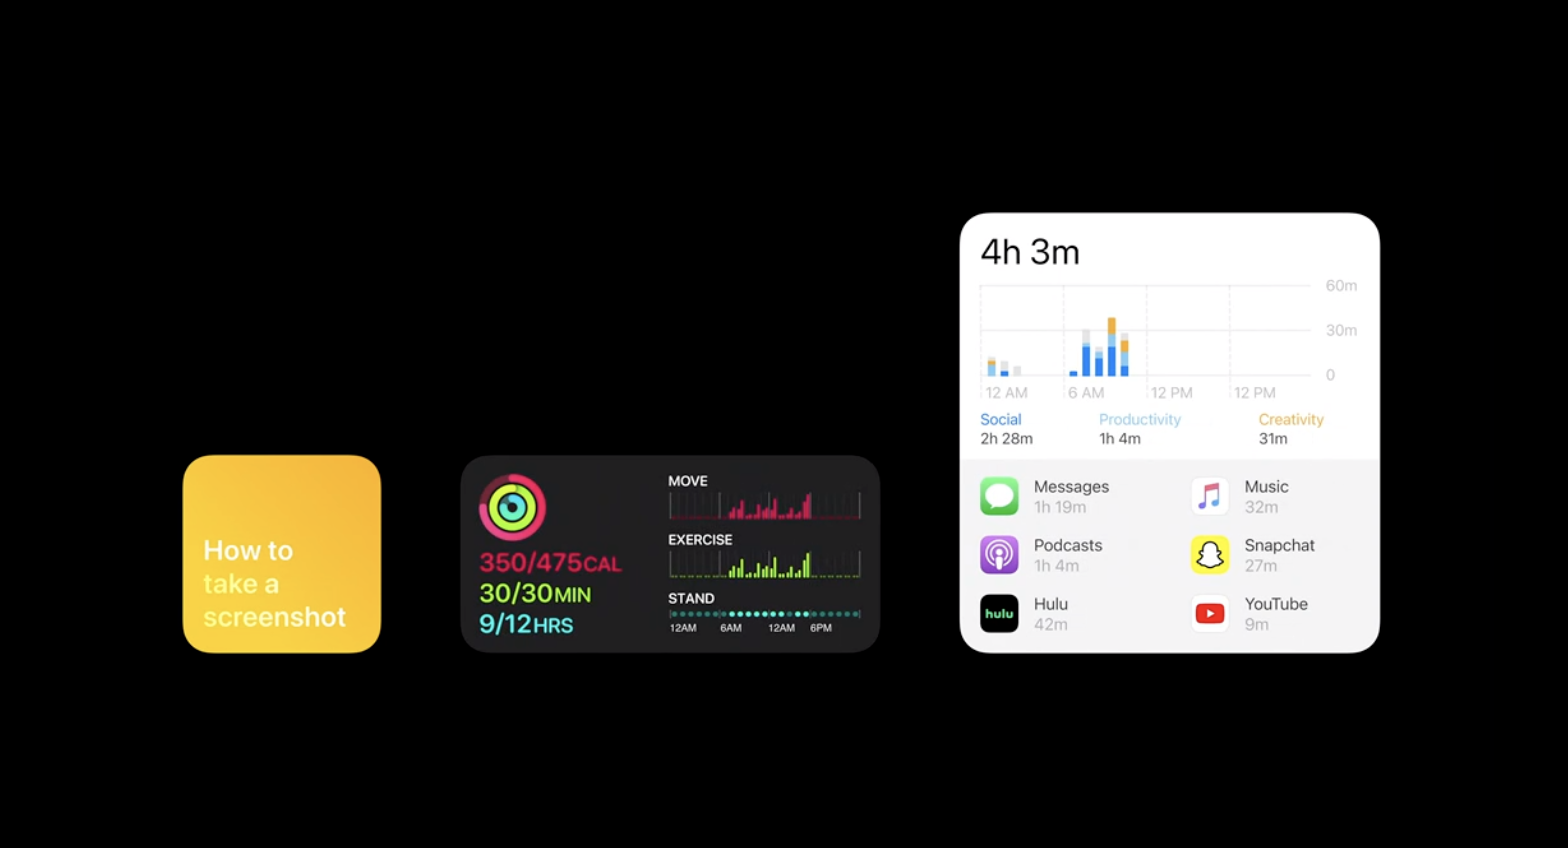 How to
take a
screenshot
350/475CAL
30/30MIN
9/12HRS
MOVE
EXERCISE
STAND
12AM 6AM 12AM 6PM
4h 3m
60m
30m
0
12 AM 6 AM 12 PM 12 PM
Social Productivity Creativity
2h 28m 1h 4m 31m
Messages Music
1h 19m 32m
Podcasts Snapchat
1h 4m 27m
hulu Hulu YouTube
42m 9m